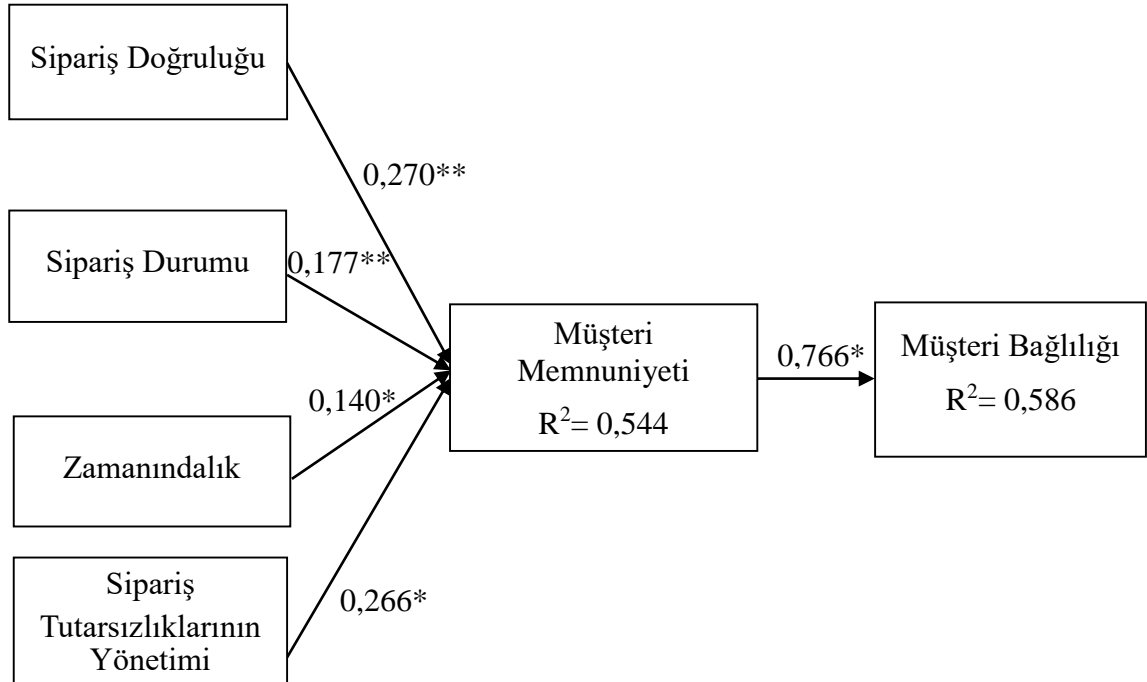 Sipariş Doğruluğu
0,270**
Sipariş Durumu
0,177**
Müşteri
Memnuniyeti
R²= 0,544
0,766*
Müşteri Bağlılığı
R²= 0,586
0,140*
Zamanındalık
Sipariş
Tutarsızlıklarının
Yönetimi
0,266*